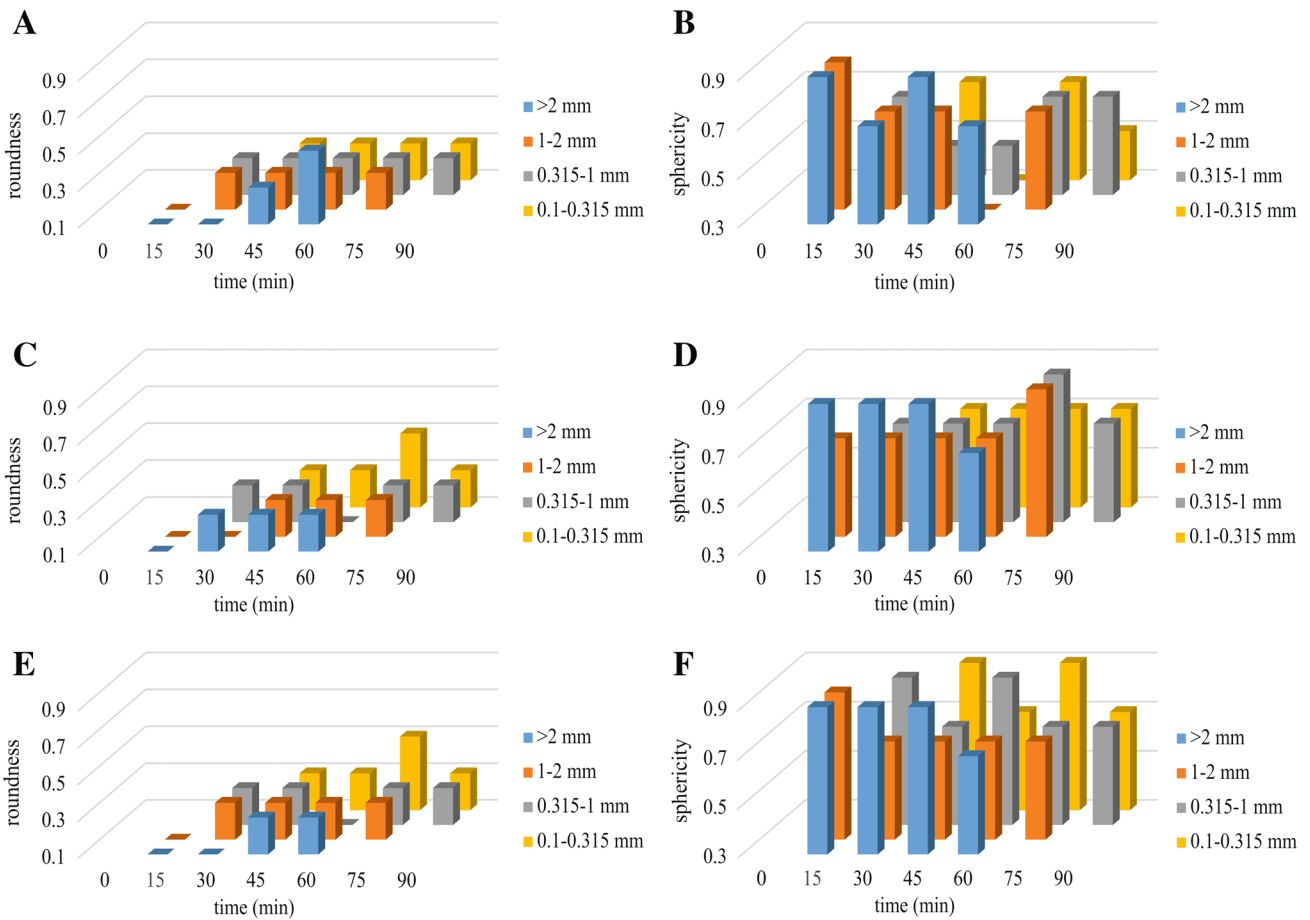 A
roundness
0.9
0.7
0.5
0.3
0.1
0 15 30 45 60 75 90
time (min)
>2 mm
1-2 mm
0.315-1 mm
0.1-0.315 mm
B
sphericity
0.9
0.7
0.5
0.3
0 15 30 45 60 75 90
time (min)
>2 mm
1-2 mm
0.315-1 mm
0.1-0.315 mm
C
roundness
0.9
0.7
0.5
0.3
0.1
0 15 30 45 60 75 90
time (min)
>2 mm
1-2 mm
0.315-1 mm
0.1-0.315 mm
D
sphericity
0.9
0.7
0.5
0.3
0 15 30 45 60 75 90
time (min)
>2 mm
1-2 mm
0.315-1 mm
0.1-0.315 mm
E
roundness
0.9
0.7
0.5
0.3
0.1
0 15 30 45 60 75 90
time (min)
>2 mm
1-2 mm
0.315-1 mm
0.1-0.315 mm
F
sphericity
0.9
0.7
0.5
0.3
0 15 30 45 60 75 90
time (min)
>2 mm
1-2 mm
0.315-1 mm
0.1-0.315 mm